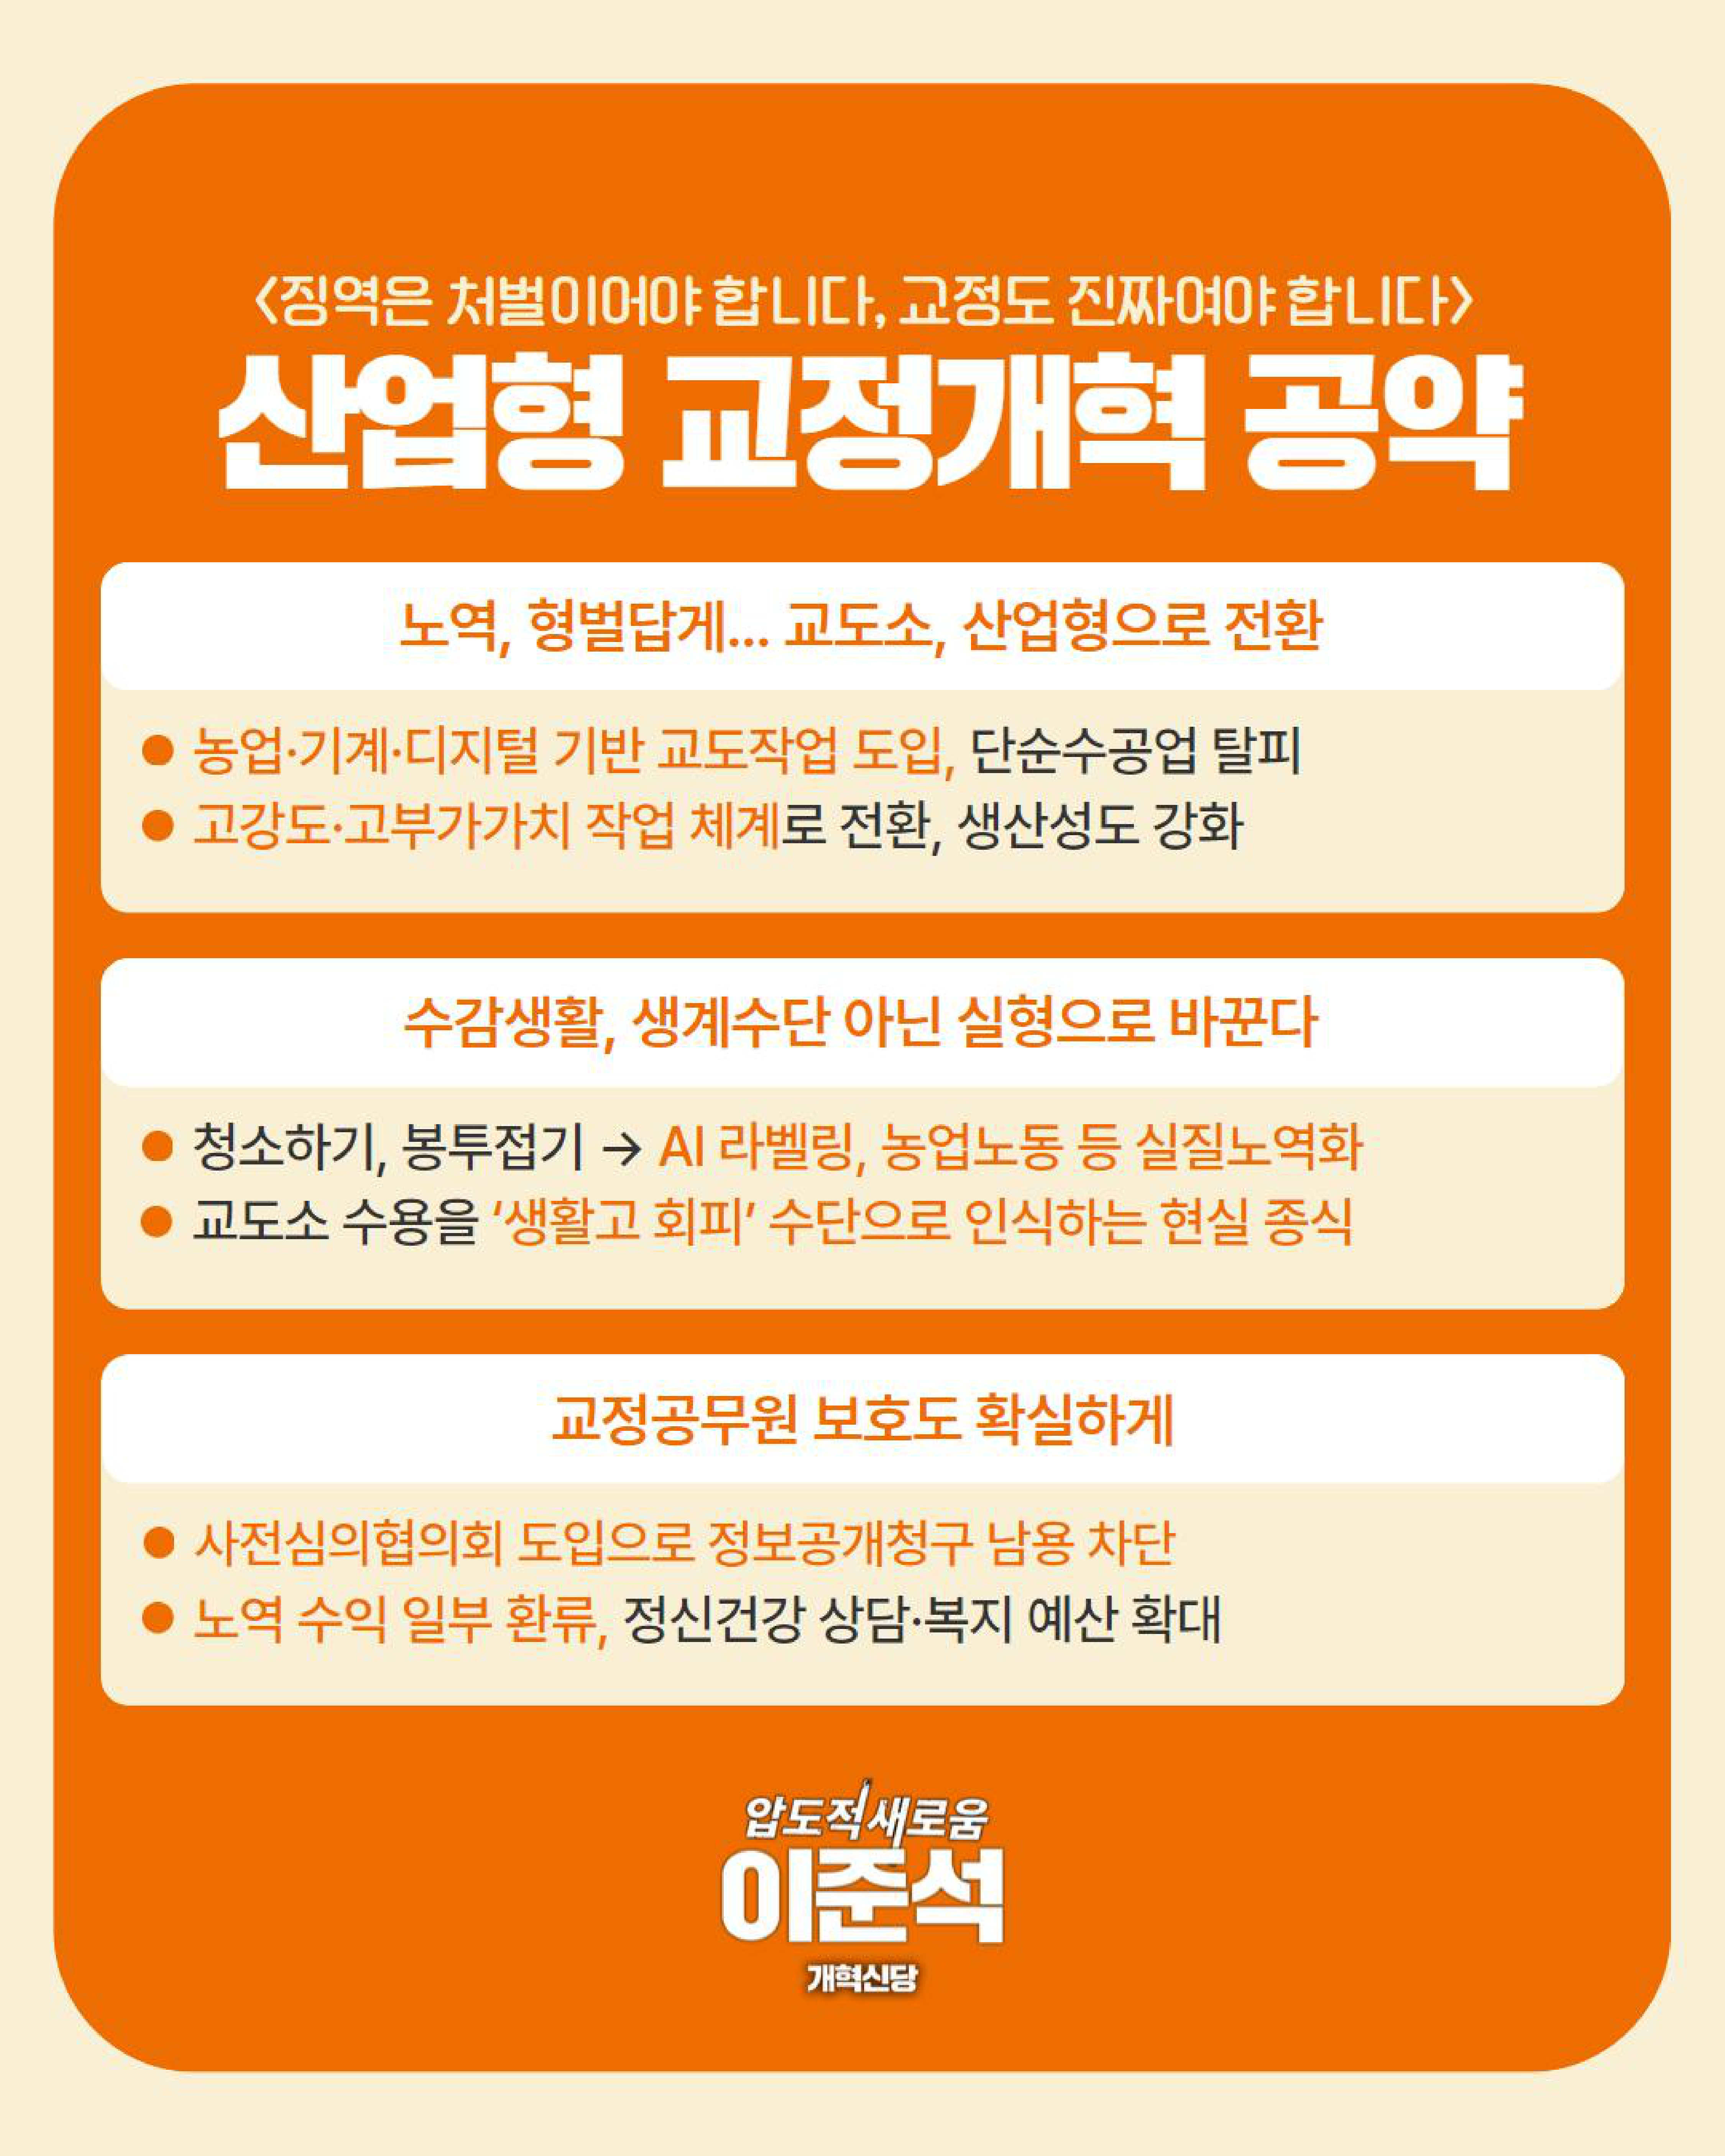 <징역은 처벌이어야 합니다, 교정도 진짜여야 합니다>
산업형 교정개혁 공약
노역, 형벌답게... 교도소, 산업형으로 전환
● 농업·기계·디지털 기반 교도작업 도입, 단순수공업 탈피
● 고강도·고부가가치 작업 체계로 전환, 생산성도 강화
수감생활, 생계수단 아닌 실형으로 바꾼다
● 청소하기, 봉투접기 → AI 라벨링, 농업노동 등 실질노역화
● 교도소 수용을 ‘생활고 회피’ 수단으로 인식하는 현실 종식
교정공무원 보호도 확실하게
● 사전심의협의회 도입으로 정보공개청구 남용 차단
● 노역 수익 일부 환류, 정신건강 상담·복지 예산 확대
압도적새로움
이준석
개혁신당